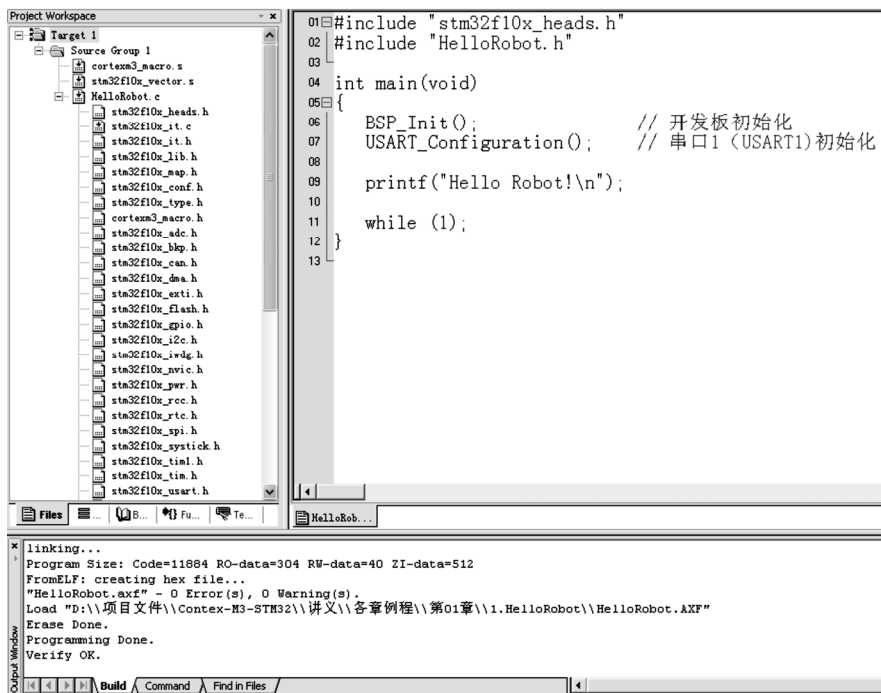 Project Workspace
Target 1
Source Group 1
cortexm3_macro.s
stm32f10x_vector.s
HelloRobot.c
stm32f10x_heads.h
stm32f10x_it.c
stm32f10x_it.h
stm32f10x_lib.h
stm32f10x_map.h
stm32f10x_conf.h
stm32f10x_type.h
cortexm3_macro.h
stm32f10x_adc.h
stm32f10x_bkp.h
stm32f10x_can.h
stm32f10x_dma.h
stm32f10x_exti.h
stm32f10x_flash.h
stm32f10x_gpio.h
stm32f10x_i2c.h
stm32f10x_iwdg.h
stm32f10x_nvic.h
stm32f10x_pwr.h
stm32f10x_rcc.h
stm32f10x_rtc.h
stm32f10x_spi.h
stm32f10x_systick.h
stm32f10x_tim1.h
stm32f10x_tim.h
stm32f10x_usart.h
Files ... B... {} Fu... Te...
01 #include "stm32f10x_heads.h"
02 #include "HelloRobot.h"
03
04 int main(void)
05 {
06 BSP_Init(); // 开发板初始化
07 USART_Configuration(); // 串口1 (USART1)初始化
08
09 printf("Hello Robot!\n");
10
11 while (1);
12 }
13
HelloRob...
linking...
Program Size: Code=11884 RO-data=304 RW-data=40 ZI-data=512
FromELF: creating hex file...
"HelloRobot.axf" - 0 Error(s), 0 Warning(s).
Load "D:\\项目文件\\Contex-M3-STM32\\讲义\\各章例程\\第01章\\1.HelloRobot\\HelloRobot.AXF"
Erase Done.
Programming Done.
Verify OK.
Output Window
Build Command Find in Files